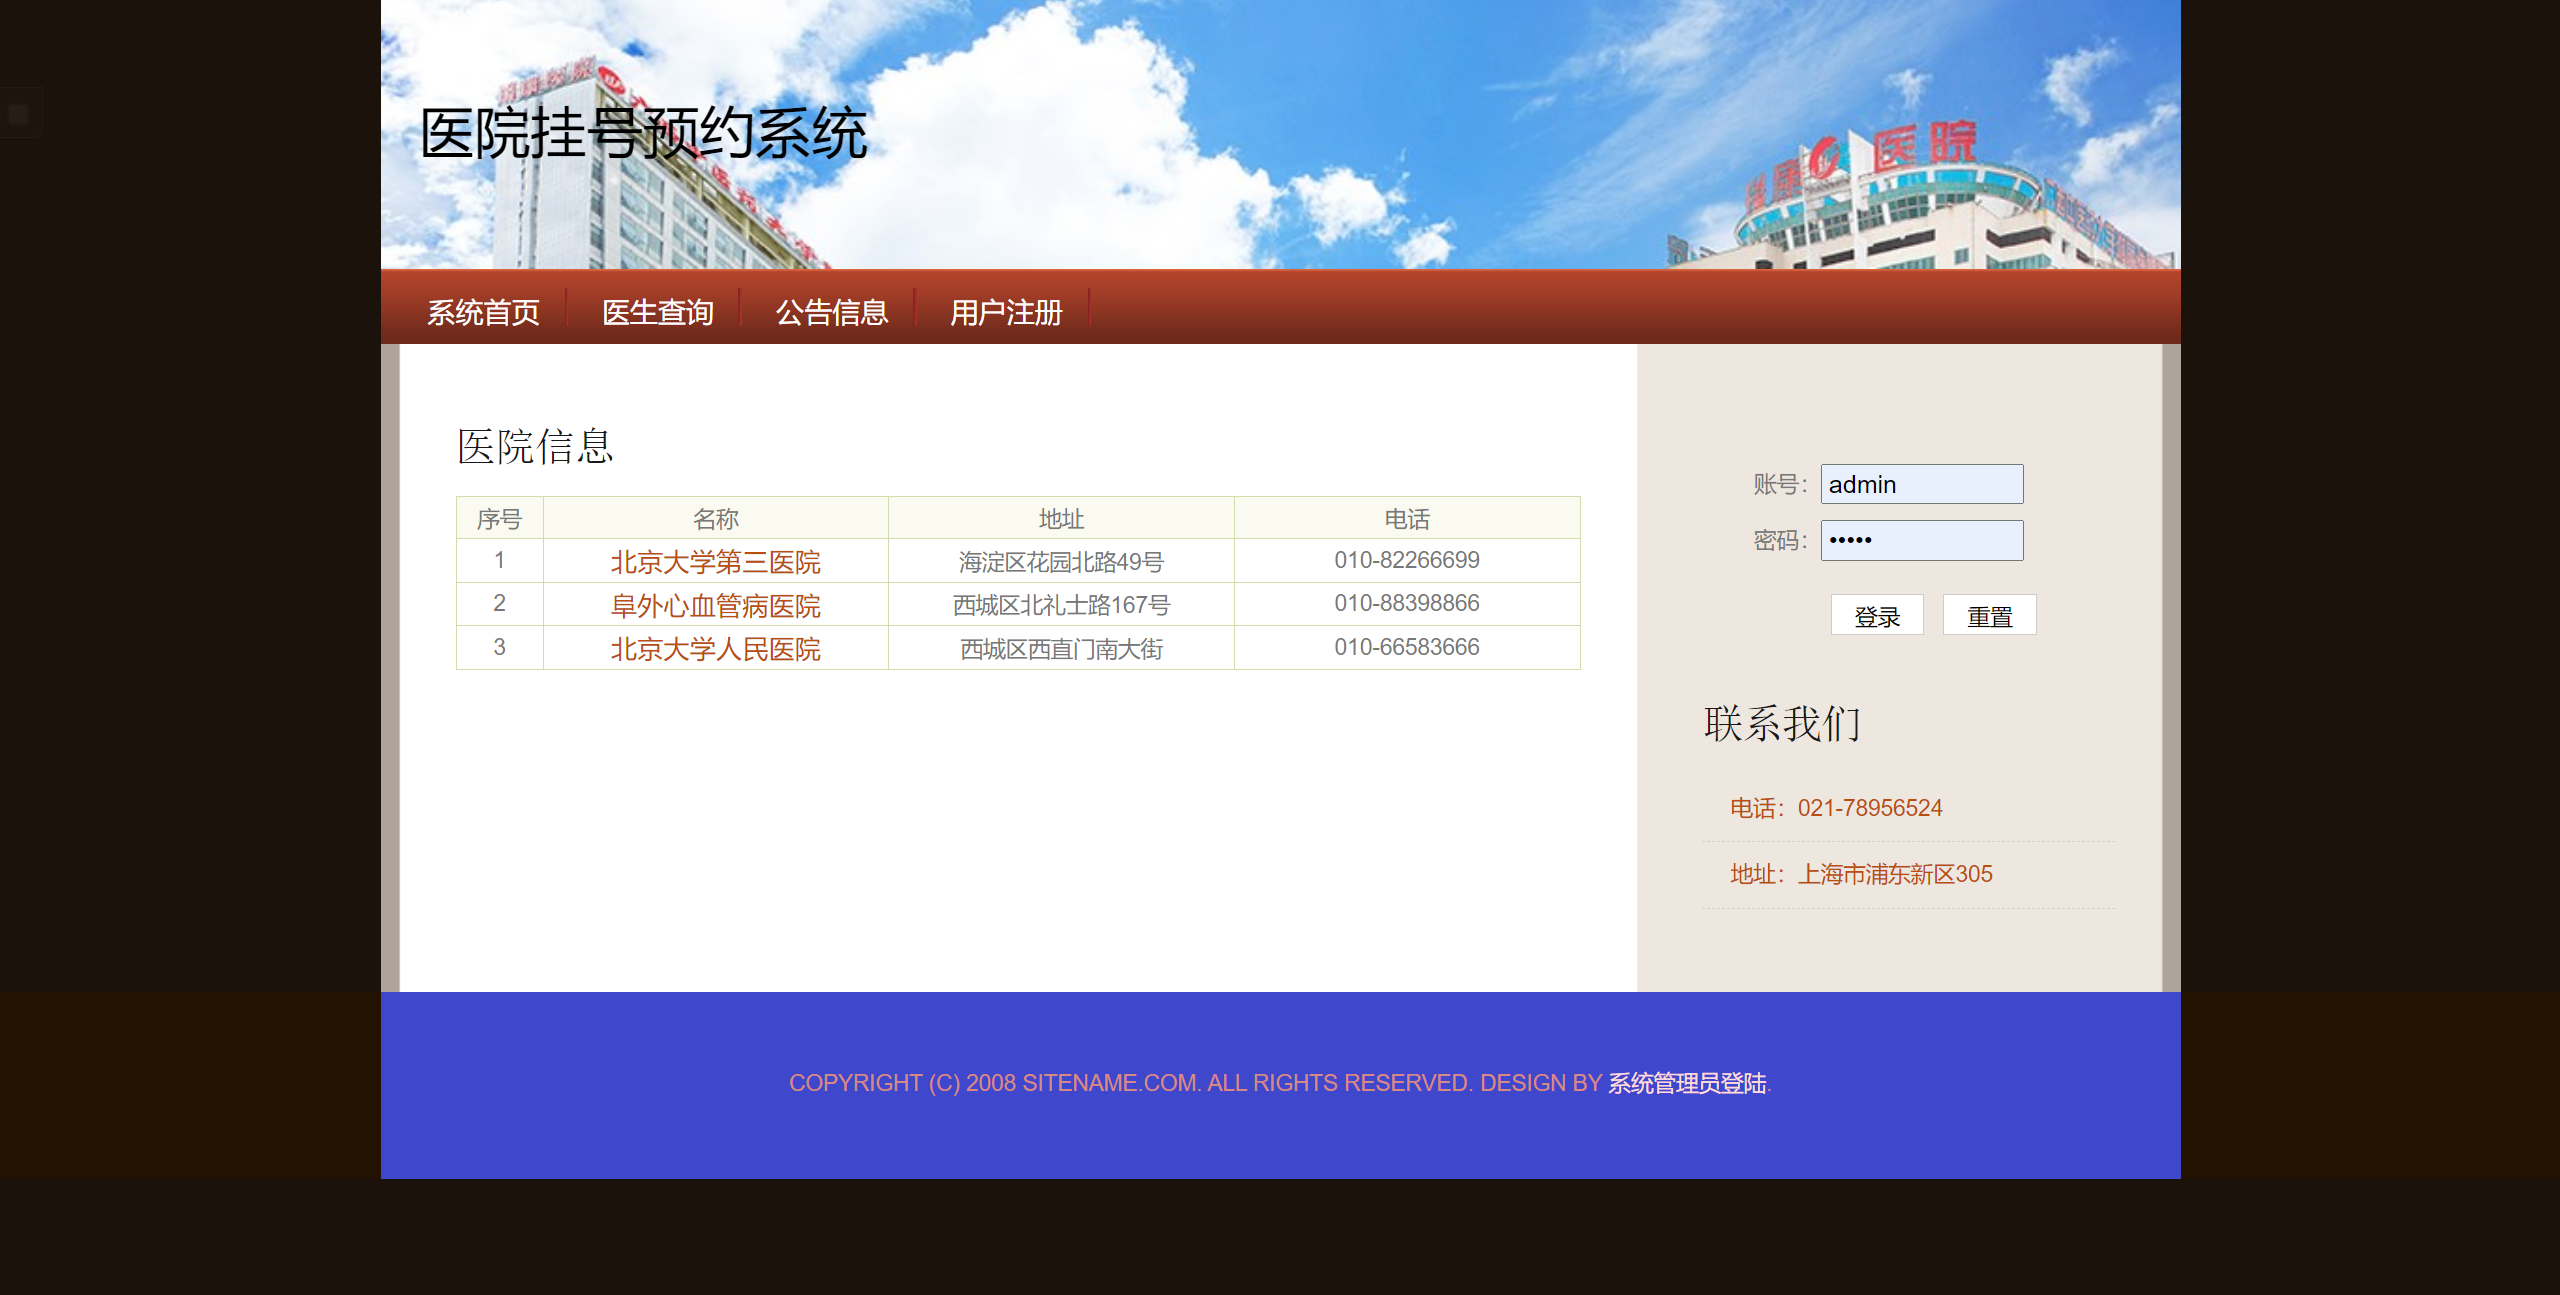 医院挂号预约系统
医院
系统首页 医生查询 公告信息 用户注册
医院信息
序号 名称 地址 电话
1 北京大学第三医院 海淀区花园北路49号 010-82266699
2 阜外心血管病医院 西城区北礼士路167号 010-88398866
3 北京大学人民医院 西城区西直门南大街 010-66583666
账号： admin
密码： •••••
登录 重置
联系我们
电话：021-78956524
地址：上海市浦东新区305
COPYRIGHT (C) 2008 SITENAME.COM. ALL RIGHTS RESERVED. DESIGN BY 系统管理员登陆.